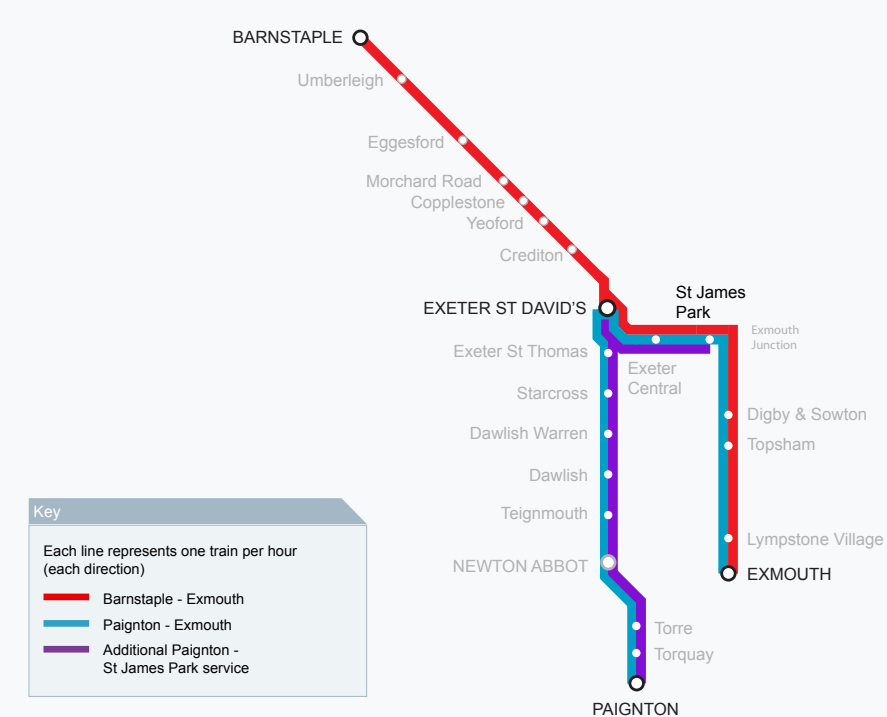 BARNSTAPLE
Umberleigh
Eggesford
Morchard Road
Copplestone
Yeoford
Crediton
EXETER ST DAVID'S
St James
Park
Exmouth
Junction
Exeter St Thomas
Exeter
Central
Starcross
Digby & Sowton
Dawlish Warren
Topsham
Dawlish
Teignmouth
Lympstone Village
NEWTON ABBOT
EXMOUTH
Torre
Torquay
PAIGNTON
Key
Each line represents one train per hour
(each direction)
Barnstaple - Exmouth
Paignton - Exmouth
Additional Paignton -
St James Park service